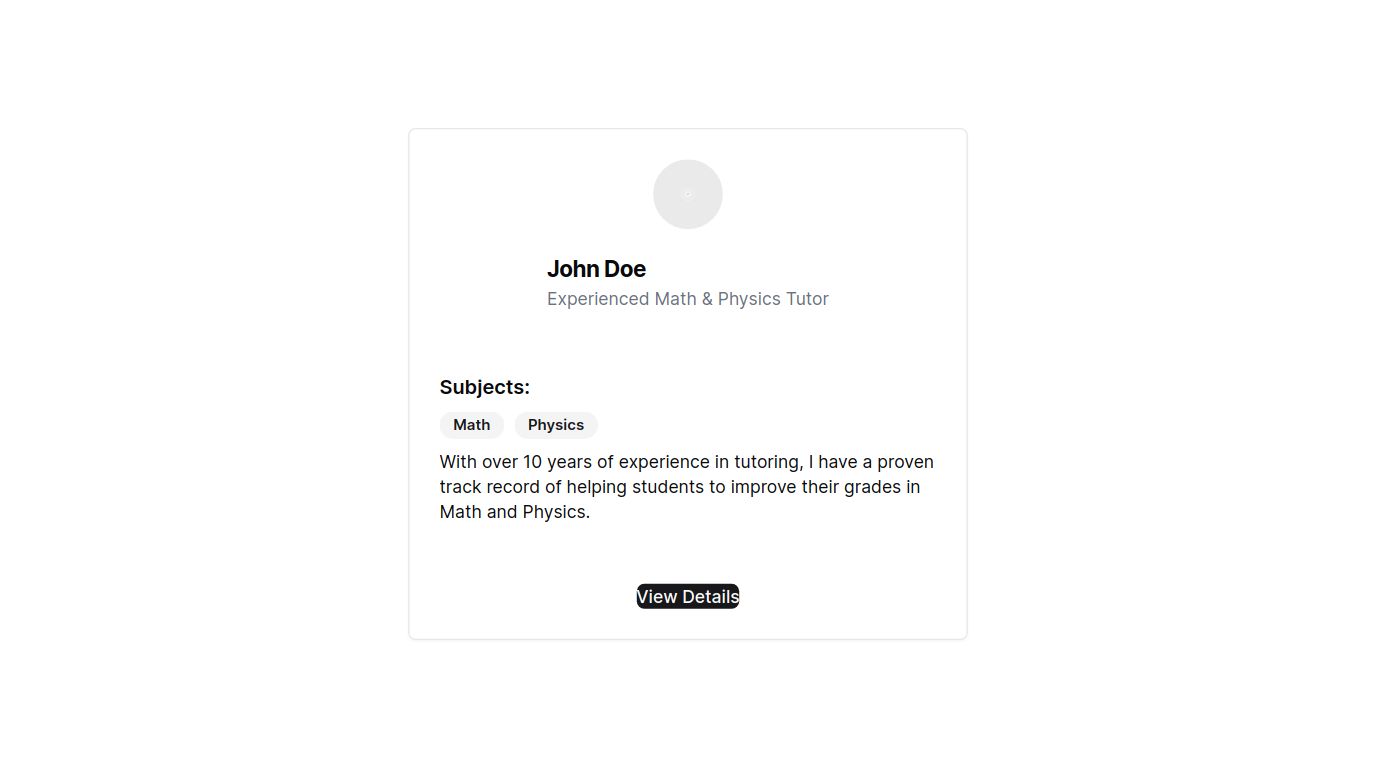 John Doe
Experienced Math & Physics Tutor
Subjects:
Math Physics
With over 10 years of experience in tutoring, I have a proven
track record of helping students to improve their grades in
Math and Physics.
View Details